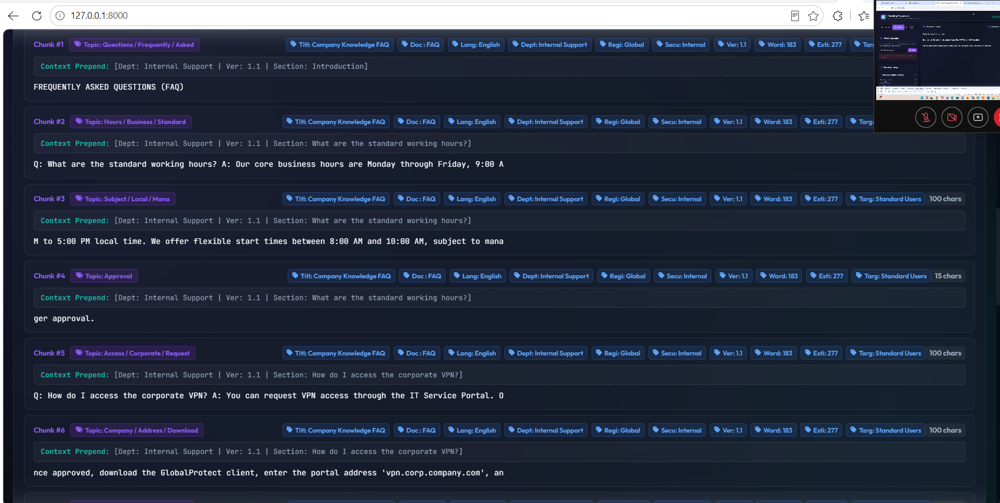 127.0.0.1:8000
Chunk #1 Topic: Questions / Frequently / Asked Titl: Company Knowledge FAQ Doc : FAQ Lang: English Dept: Internal Support Regi: Global Secu: Internal Ver: 1.1 Word: 183 Esti: 277 Tar
Context Prepend: [Dept: Internal Support | Ver: 1.1 | Section: Introduction]
FREQUENTLY ASKED QUESTIONS (FAQ)
Chunk #2 Topic: Hours / Business / Standard Titl: Company Knowledge FAQ Doc : FAQ Lang: English Dept: Internal Support Regi: Global Secu: Internal Ver: 1.1 Word: 183 Esti: 277 Targ:
Context Prepend: [Dept: Internal Support | Ver: 1.1 | Section: What are the standard working hours?]
Q: What are the standard working hours? A: Our core business hours are Monday through Friday, 9:00 A
Chunk #3 Topic: Subject / Local / Mana Titl: Company Knowledge FAQ Doc : FAQ Lang: English Dept: Internal Support Regi: Global Secu: Internal Ver: 1.1 Word: 183 Esti: 277 Targ: Standard Users 100 chars
Context Prepend: [Dept: Internal Support | Ver: 1.1 | Section: What are the standard working hours?]
M to 5:00 PM local time. We offer flexible start times between 8:00 AM and 10:00 AM, subject to mana
Chunk #4 Topic: Approval Titl: Company Knowledge FAQ Doc : FAQ Lang: English Dept: Internal Support Regi: Global Secu: Internal Ver: 1.1 Word: 183 Esti: 277 Targ: Standard Users 15 chars
Context Prepend: [Dept: Internal Support | Ver: 1.1 | Section: What are the standard working hours?]
ger approval.
Chunk #5 Topic: Access / Corporate / Request Titl: Company Knowledge FAQ Doc : FAQ Lang: English Dept: Internal Support Regi: Global Secu: Internal Ver: 1.1 Word: 183 Esti: 277 Targ: Standard Users 100 chars
Context Prepend: [Dept: Internal Support | Ver: 1.1 | Section: How do I access the corporate VPN?]
Q: How do I access the corporate VPN? A: You can request VPN access through the IT Service Portal. O
Chunk #6 Topic: Company / Address / Download Titl: Company Knowledge FAQ Doc : FAQ Lang: English Dept: Internal Support Regi: Global Secu: Internal Ver: 1.1 Word: 183 Esti: 277 Targ: Standard Users 100 chars
Context Prepend: [Dept: Internal Support | Ver: 1.1 | Section: How do I access the corporate VPN?]
nce approved, download the GlobalProtect client, enter the portal address 'vpn.corp.company.com', an
Chunking Playground